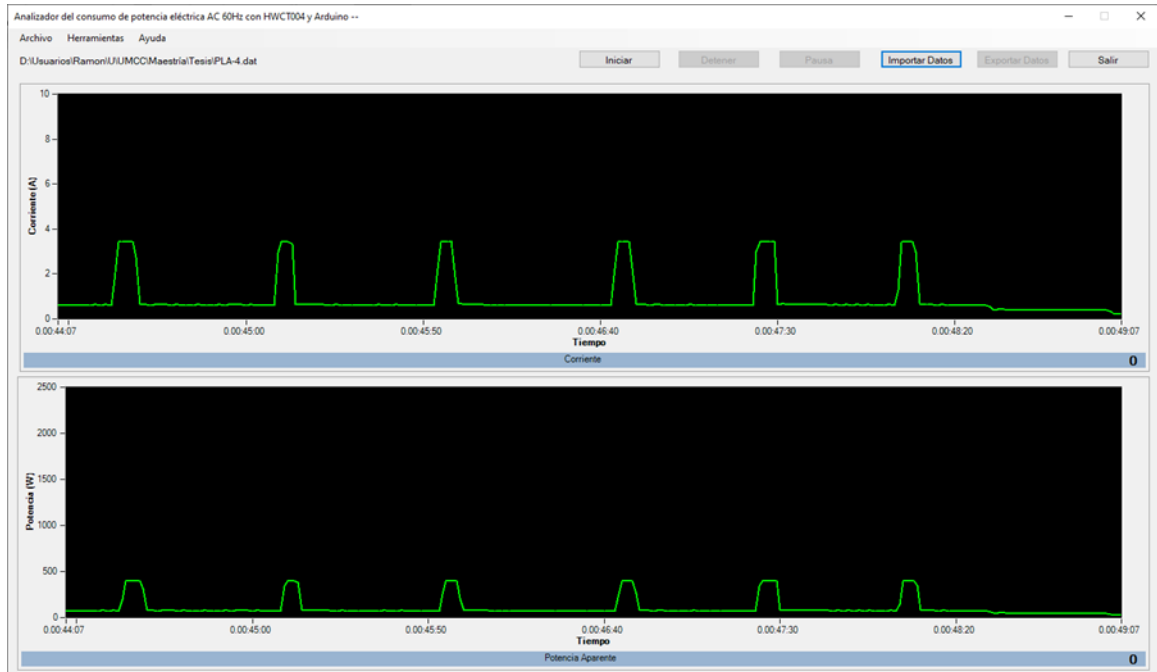 Analizador del consumo de potencia eléctrica AC 60Hz con HWCT004 y Arduino --
Archivo Herramientas Ayuda
D:\Usuarios\Ramon\U\UMCC\Maestría\Tesis\PLA-4.dat Iniciar Detener Pausa Importar Datos Exportar Datos Salir
10
8
6
4
2
0
Corriente (A)
0.00:44:07 0.00:45:00 0.00:45:50 0.00:46:40 0.00:47:30 0.00:48:20 0.00:49:07
Tiempo
Corriente 0
2500
2000
1500
1000
500
0
Potencia (W)
0.00:44:07 0.00:45:00 0.00:45:50 0.00:46:40 0.00:47:30 0.00:48:20 0.00:49:07
Tiempo
Potencia Aparente 0